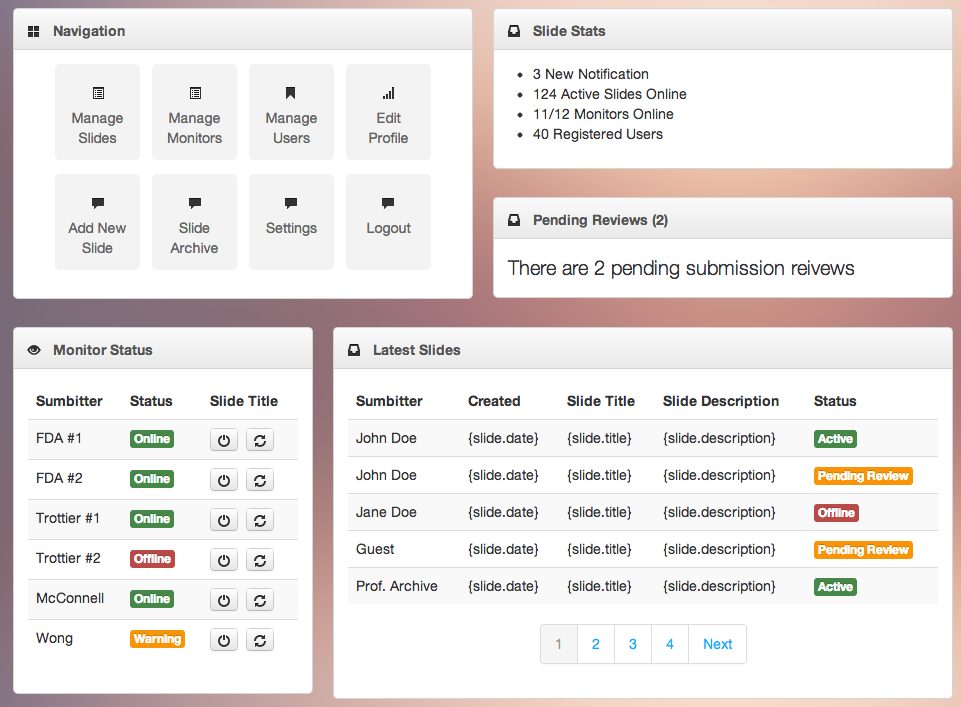 Navigation
Manage Slides
Manage Monitors
Manage Users
Edit Profile
Add New Slide
Slide Archive
Settings
Logout
Slide Stats
3 New Notification
124 Active Slides Online
11/12 Monitors Online
40 Registered Users
Pending Reviews (2)
There are 2 pending submission reivews
Monitor Status
Sumbitter Status Slide Title
FDA #1 Online
FDA #2 Online
Trottier #1 Online
Trottier #2 Offline
McConnell Online
Wong Warning
Latest Slides
Sumbitter Created Slide Title Slide Description Status
John Doe {slide.date} {slide.title} {slide.description} Active
John Doe {slide.date} {slide.title} {slide.description} Pending Review
Jane Doe {slide.date} {slide.title} {slide.description} Offline
Guest {slide.date} {slide.title} {slide.description} Pending Review
Prof. Archive {slide.date} {slide.title} {slide.description} Active
1 2 3 4 Next